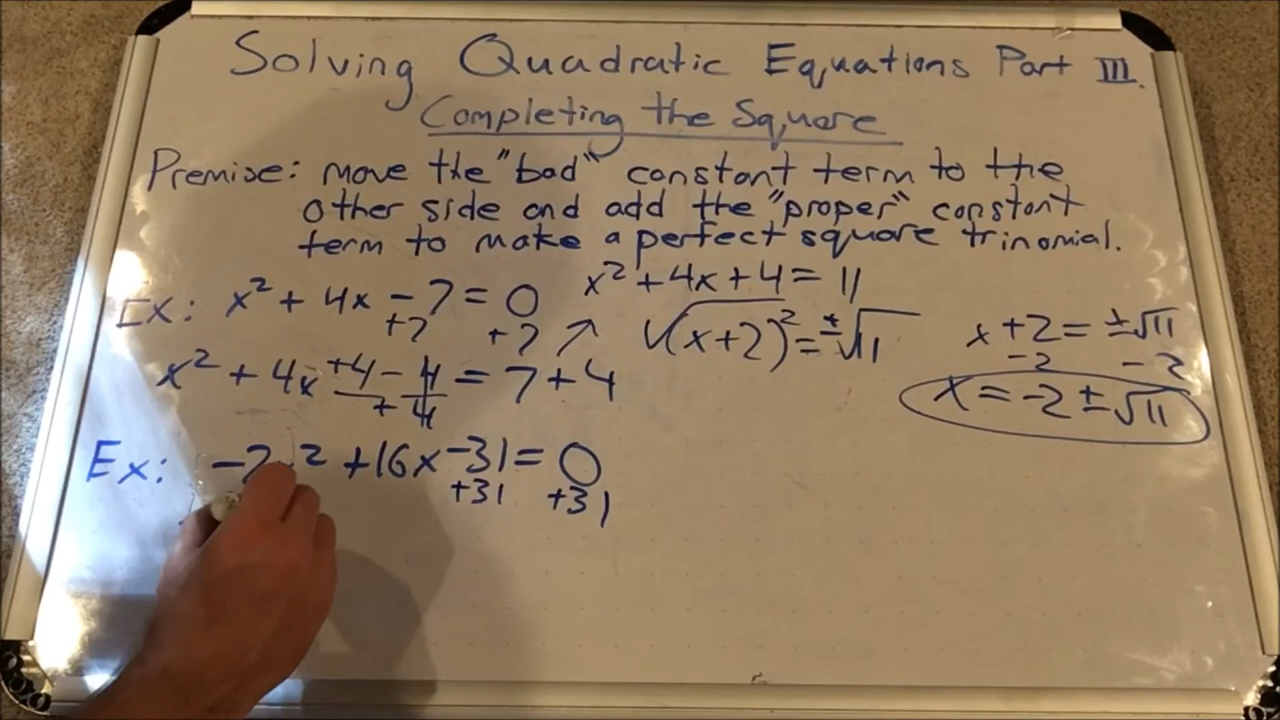 Solving Quadratic Equations Part III.
Completing the Square
Premise: move the "bad" constant term to the
other side and add the "proper" constant
term to make a perfect square trinomial.
Ex: x² + 4x - 7 = 0
+7 +7 ↗
x² + 4x +4 - 4 = 7 + 4
+ 4
x² + 4x + 4 = 11
√(x+2)² = ±√11
x + 2 = ±√11
-2 -2
x = -2 ± √11
Ex: -2 ² +16x -31 = 0
+31 +31